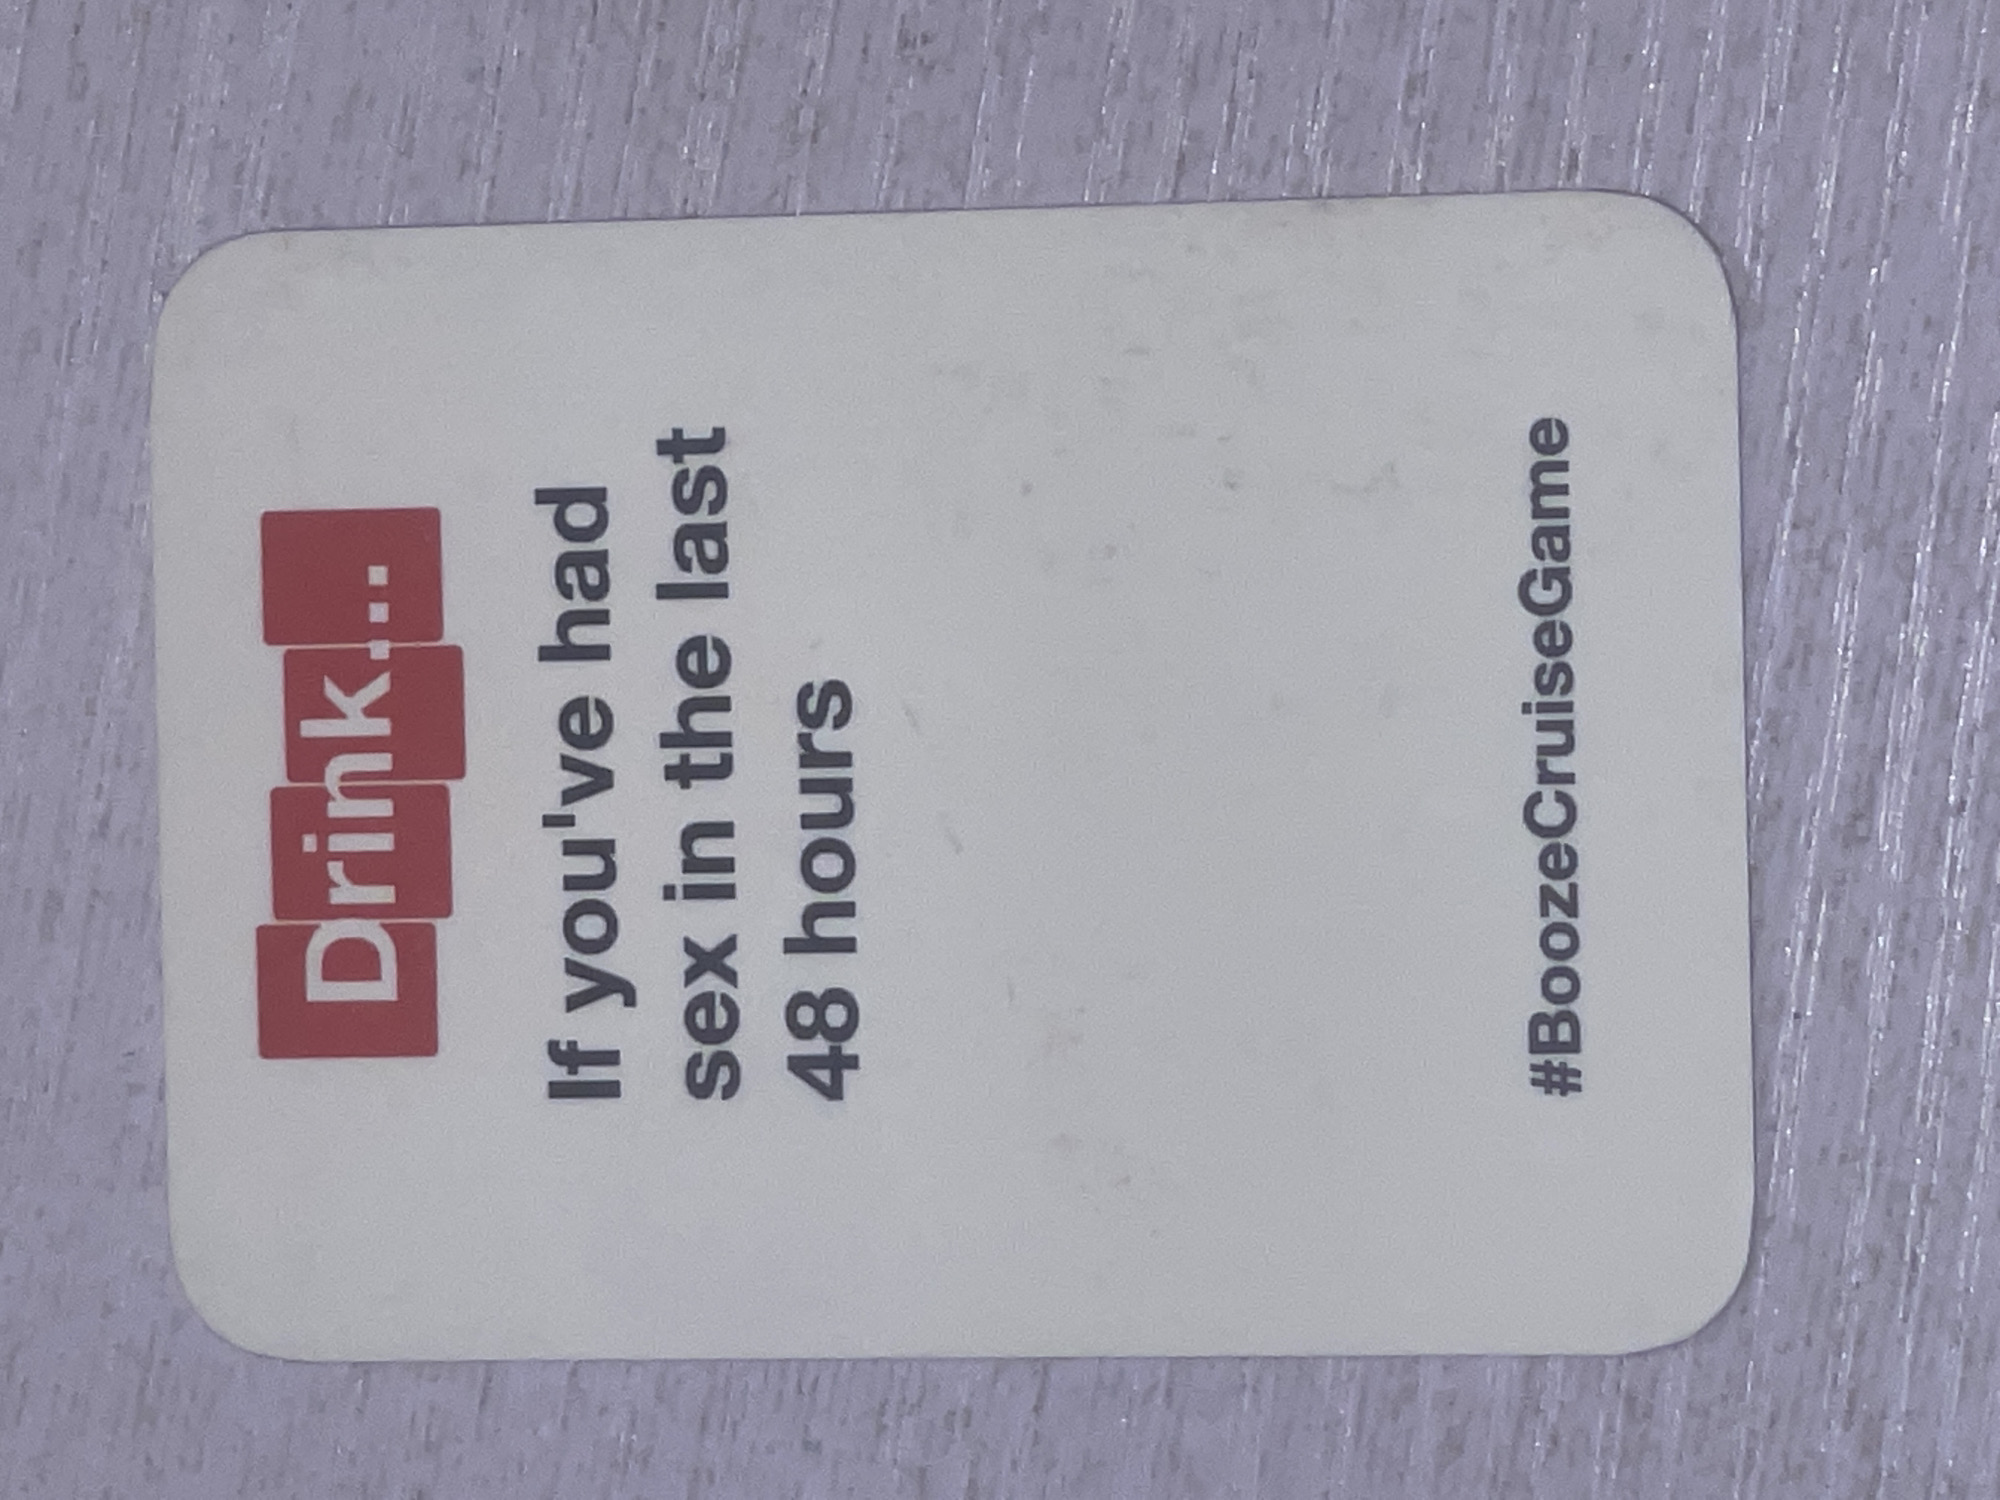 Drink...
If you've had
sex in the last
48 hours
#BoozeCruiseGame